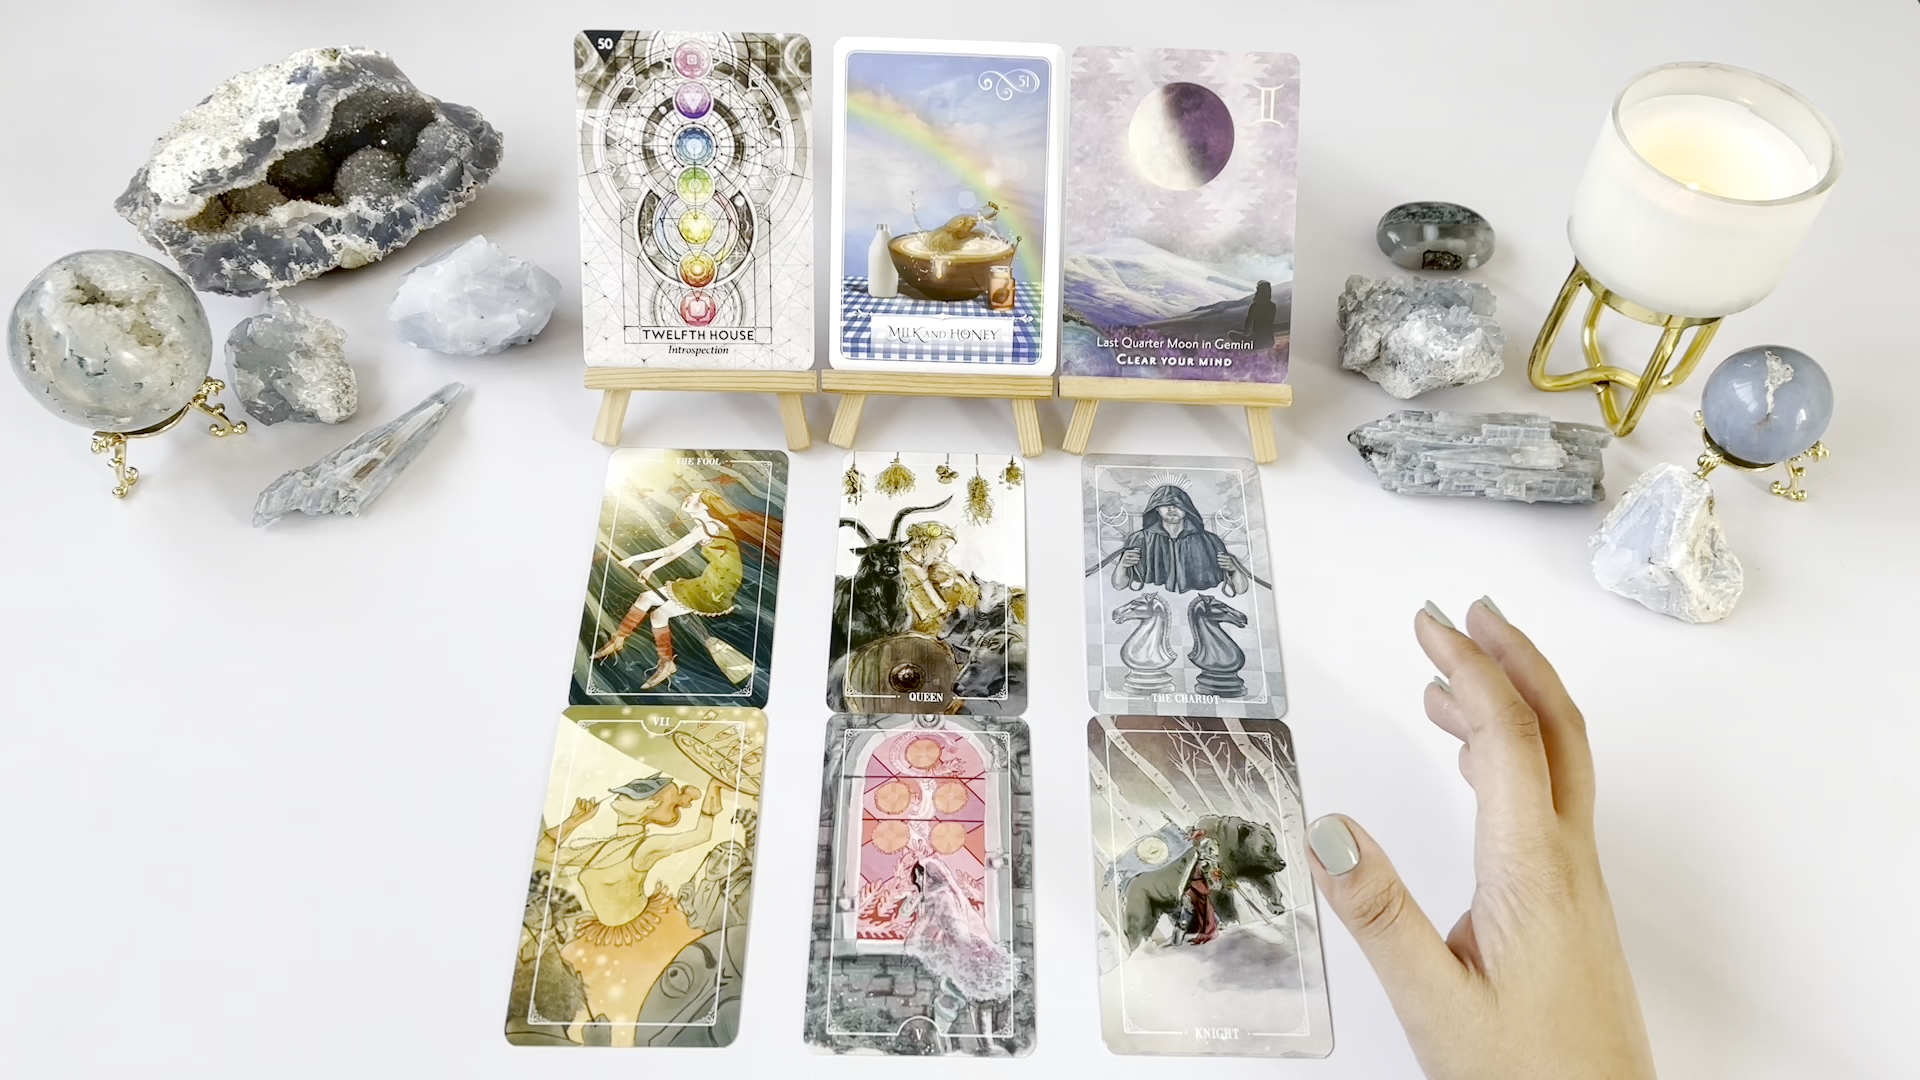 50
TWELFTH HOUSE
Introspection
51
MILK AND HONEY
Last Quarter Moon in Gemini
CLEAR YOUR MIND
THE FOOL
QUEEN
THE CHARIOT
VII
V
KNIGHT